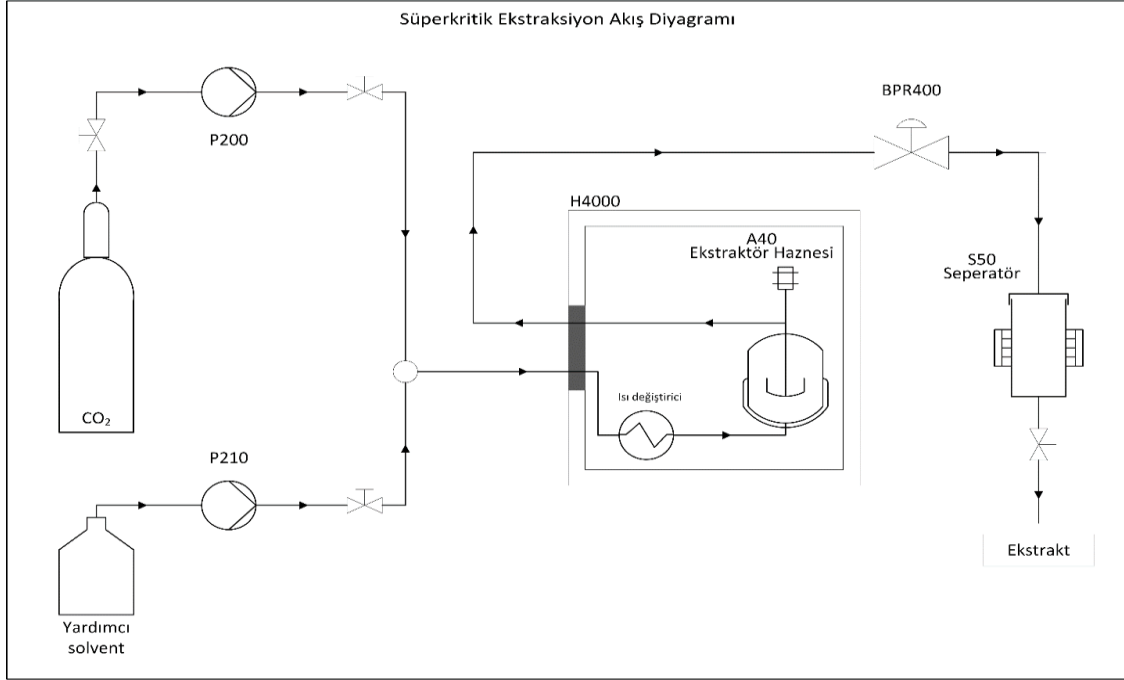 Süperkritik Ekstraksiyon Akış Diyagramı
P200
BPR400
H4000
A40
Ekstraktör Haznesi
S50
Seperatör
Isı değiştirici
CO₂
P210
Ekstrakt
Yardımcı
solvent